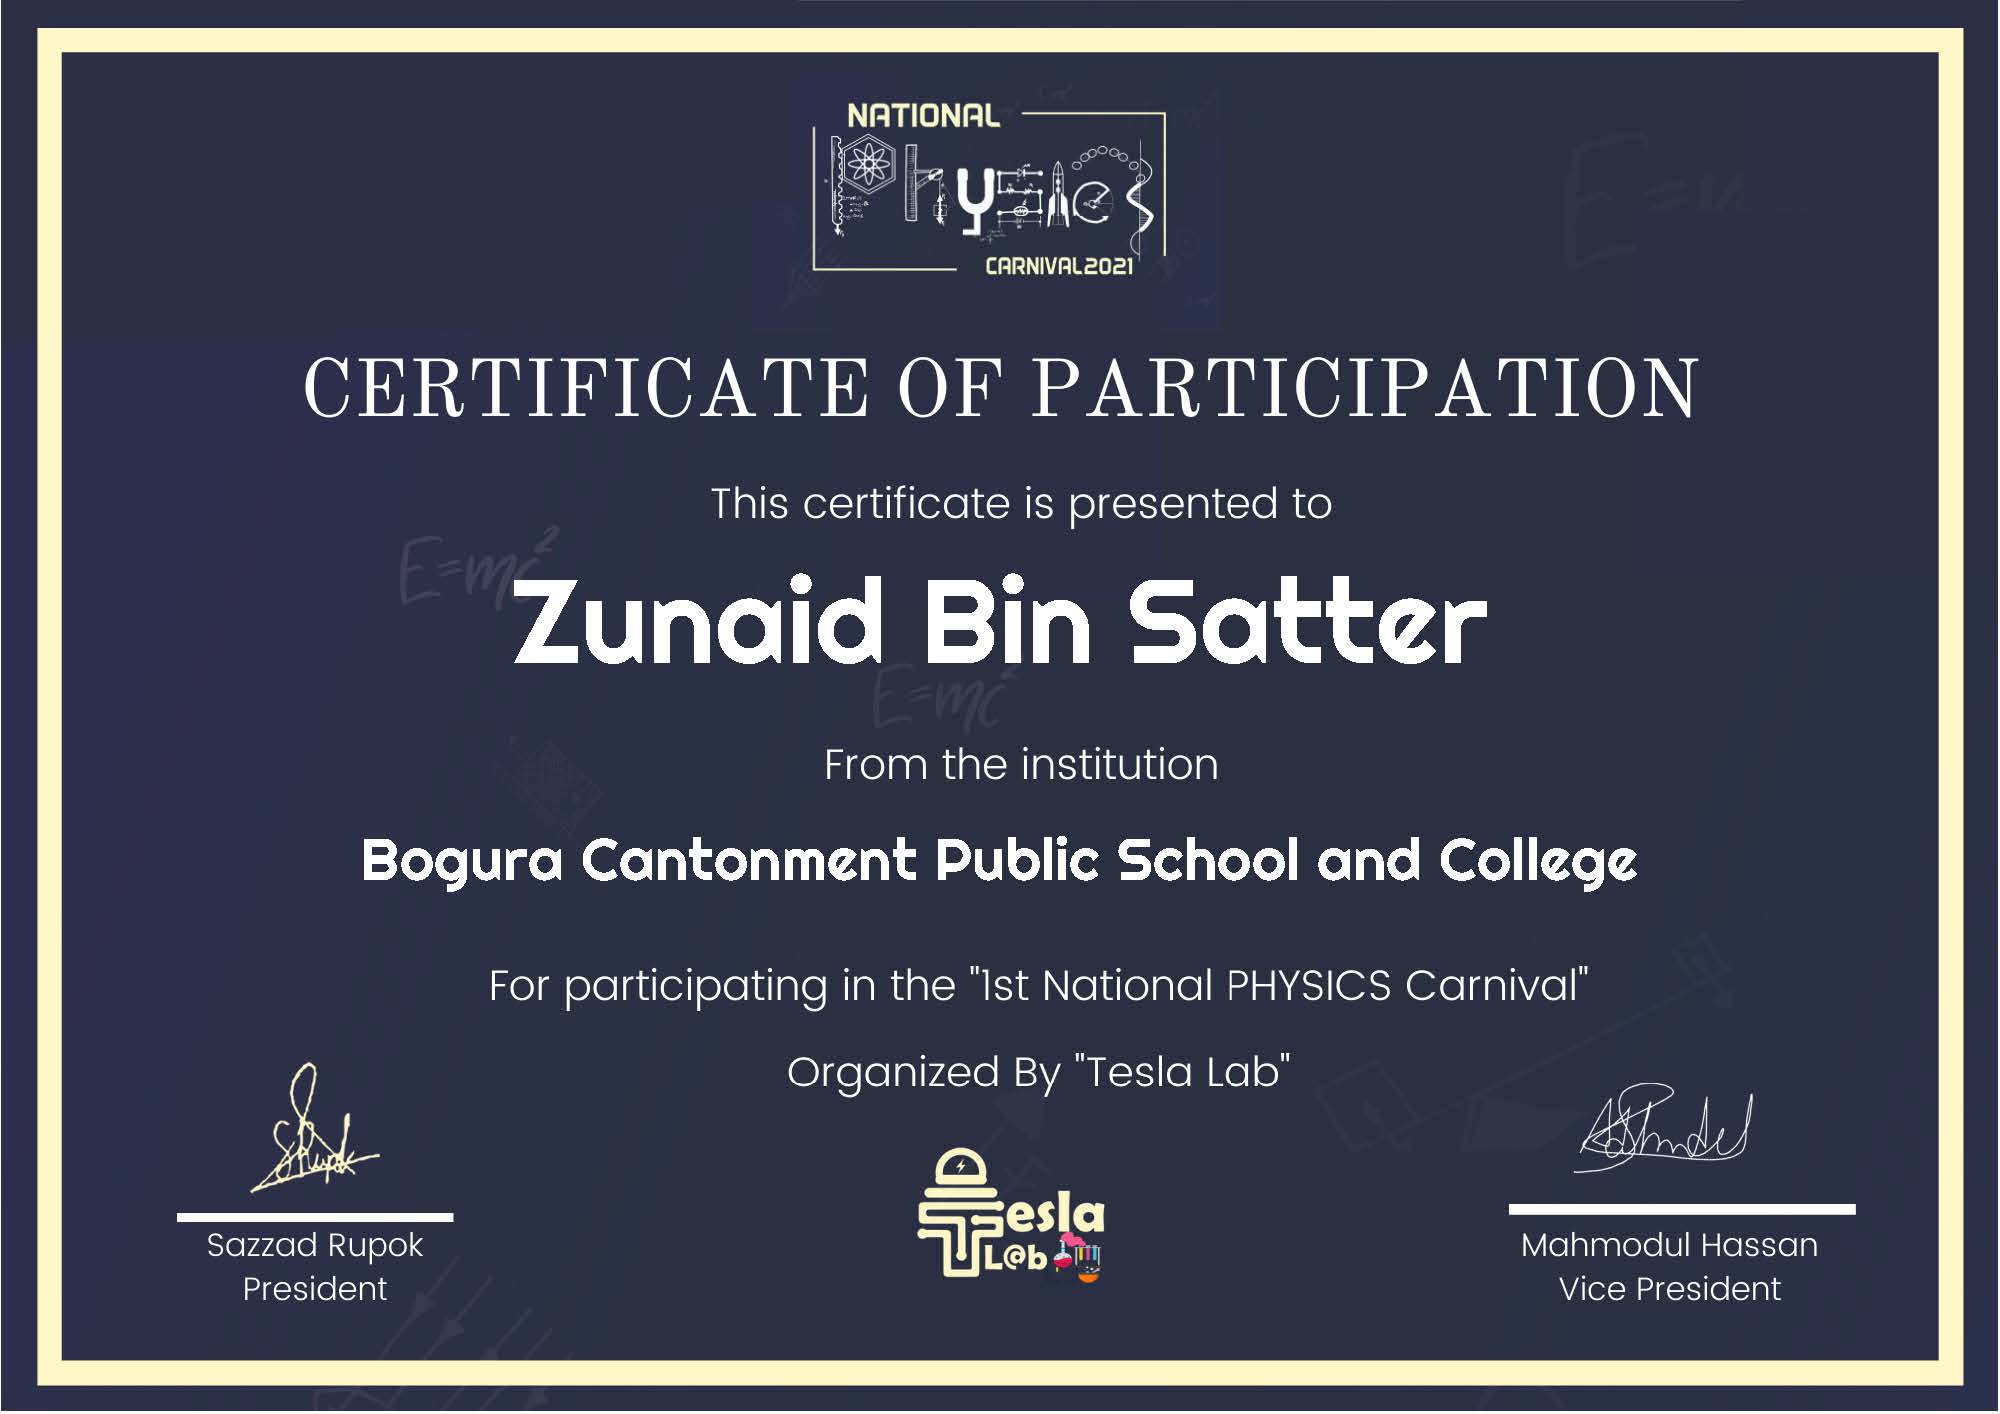 NATIONAL
Physics
CARNIVAL2021
CERTIFICATE OF PARTICIPATION
This certificate is presented to
E=mc²
Zunaid Bin Satter
E=mc²
From the institution
Bogura Cantonment Public School and College
For participating in the "1st National PHYSICS Carnival"
Organized By "Tesla Lab"
Tesla
L@b
Sazzad Rupok
President
Mahmodul Hassan
Vice President